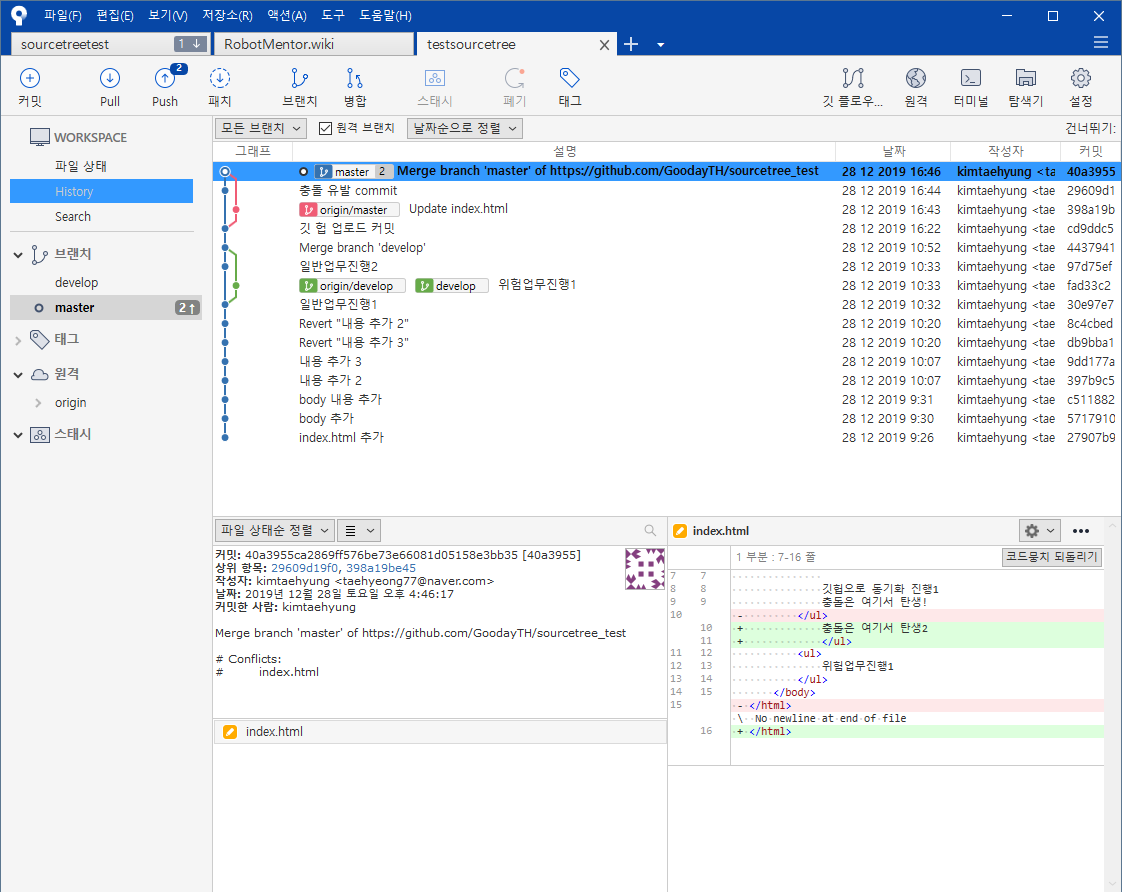 파일(F) 편집(E) 보기(V) 저장소(R) 액션(A) 도구 도움말(H)
sourcetreetest 1↓ RobotMentor.wiki testsourcetree
2
커밋 Pull Push 패치 브랜치 병합 스태시 폐기 태그 깃 플로우... 원격 터미널 탐색기 설정
WORKSPACE
파일 상태
History
Search
브랜치
develop
master 2↑
태그
원격
origin
스태시
모든 브랜치 원격 브랜치 날짜순으로 정렬 건너뛰기:
그래프 설명 날짜 작성자 커밋
master 2 Merge branch 'master' of https://github.com/GoodayTH/sourcetree_test 28 12 2019 16:46 kimtaehyung <ta 40a3955
충돌 유발 commit 28 12 2019 16:44 kimtaehyung <tae 29609d1
origin/master Update index.html 28 12 2019 16:43 kimtaehyung <tae 398a19b
깃 헙 업로드 커밋 28 12 2019 16:22 kimtaehyung <tae cd9ddc5
Merge branch 'develop' 28 12 2019 10:52 kimtaehyung <tae 4437941
일반업무진행2 28 12 2019 10:33 kimtaehyung <tae 97d75ef
origin/develop develop 위험업무진행1 28 12 2019 10:33 kimtaehyung <tae fad33c2
일반업무진행1 28 12 2019 10:32 kimtaehyung <tae 30e97e7
Revert "내용 추가 2" 28 12 2019 10:20 kimtaehyung <tae 8c4cbed
Revert "내용 추가 3" 28 12 2019 10:20 kimtaehyung <tae db9bba1
내용 추가 3 28 12 2019 10:07 kimtaehyung <tae 9dd177a
내용 추가 2 28 12 2019 10:07 kimtaehyung <tae 397b9c5
body 내용 추가 28 12 2019 9:31 kimtaehyung <tae c511882
body 추가 28 12 2019 9:30 kimtaehyung <tae 5717910
index.html 추가 28 12 2019 9:26 kimtaehyung <tae 27907b9
파일 상태순 정렬
커밋: 40a3955ca2869ff576be73e66081d05158e3bb35 [40a3955]
상위 항목: 29609d19f0, 398a19be45
작성자: kimtaehyung <taehyeong77@naver.com>
날짜: 2019년 12월 28일 토요일 오후 4:46:17
커밋한 사람: kimtaehyung
Merge branch 'master' of https://github.com/GoodayTH/sourcetree_test
# Conflicts:
# index.html
index.html
index.html •••
1 부분 : 7-16 줄 코드뭉치 되돌리기
7 7
8 8 깃헙으로 동기화 진행1
9 9 충돌은 여기서 탄생!
10 - </ul>
10 + 충돌은 여기서 탄생2
11 + </ul>
11 12 <ul>
12 13 위험업무진행1
13 14 </ul>
14 15 </body>
15 - </html>
\ No newline at end of file
16 + </html>